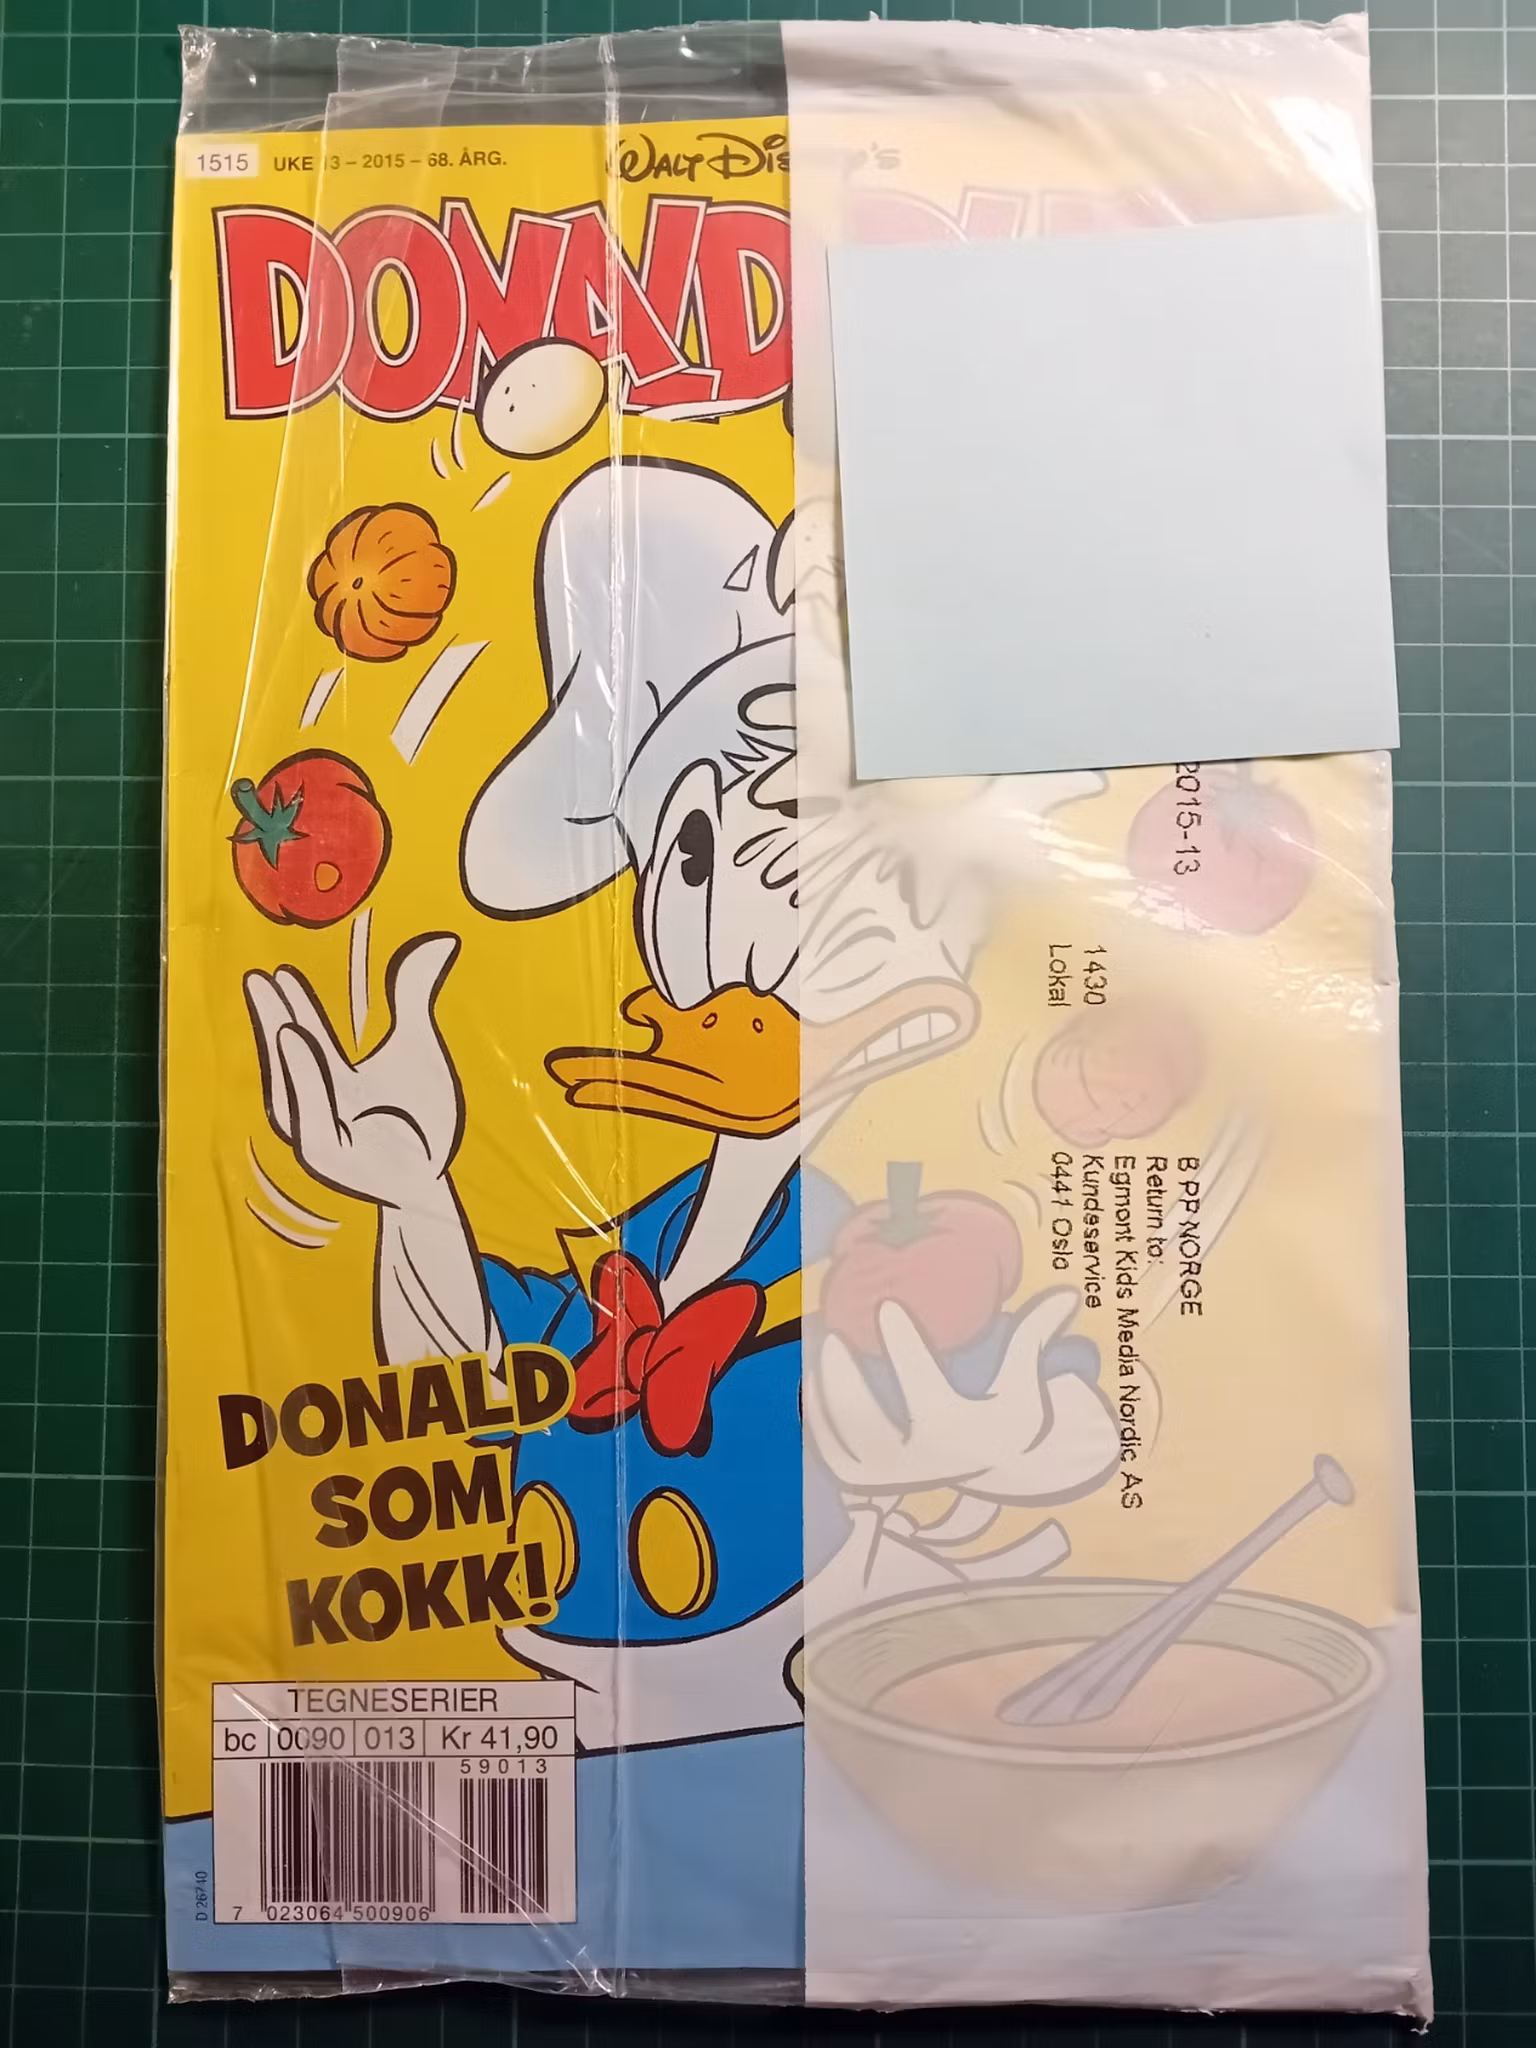 1515 UKE 13 – 2015 – 68. ÅRG.
WALT DISNEY'S
DONALD
DONALD
SOM
KOKK!
TEGNESERIER
bc 0090 013 Kr 41,90
59013
7 023064 500906
D 26740
2015-13
1430
Lokal
B PP NORGE
Return to:
Egmont Kids Media Nordic AS
Kundeservice
0441 Oslo